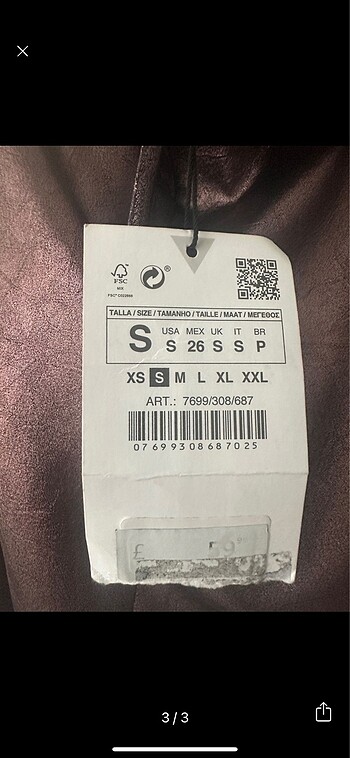 FSC
MIX
®
TALLA / SIZE / TAMANHO / TAILLE / MAAT / ΜΕΓΕΘΟΣ
S USA MEX UK IT BR
S 26 S S P
XS S M L XL XXL
ART.: 7699/308/687
07699308687025
£
3 / 3